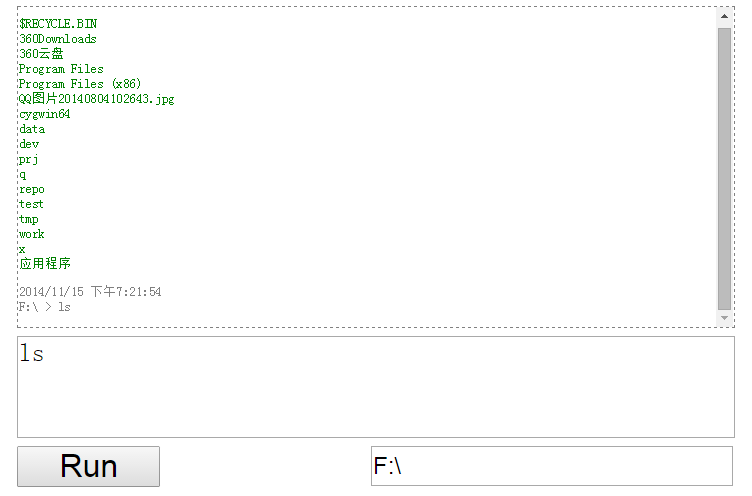 $RECYCLE.BIN
360Downloads
360云盘
Program Files
Program Files (x86)
QQ图片20140804102643.jpg
cygwin64
data
dev
prj
q
repo
test
tmp
work
x
应用程序
2014/11/15 下午7:21:54
F:\ > ls
ls
Run
F:\